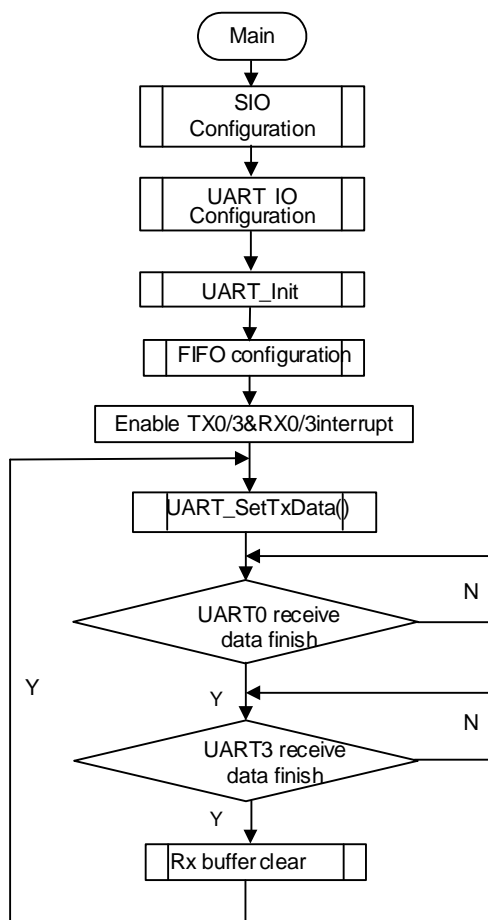 Main
SIO
Configuration
UART IO
Configuration
UART_Init
FIFO configuration
Enable TX0/3&RX0/3interrupt
UART_SetTxData()
N
UART0 receive
data finish
Y
Y
N
UART3 receive
data finish
Y
Rx buffer clear